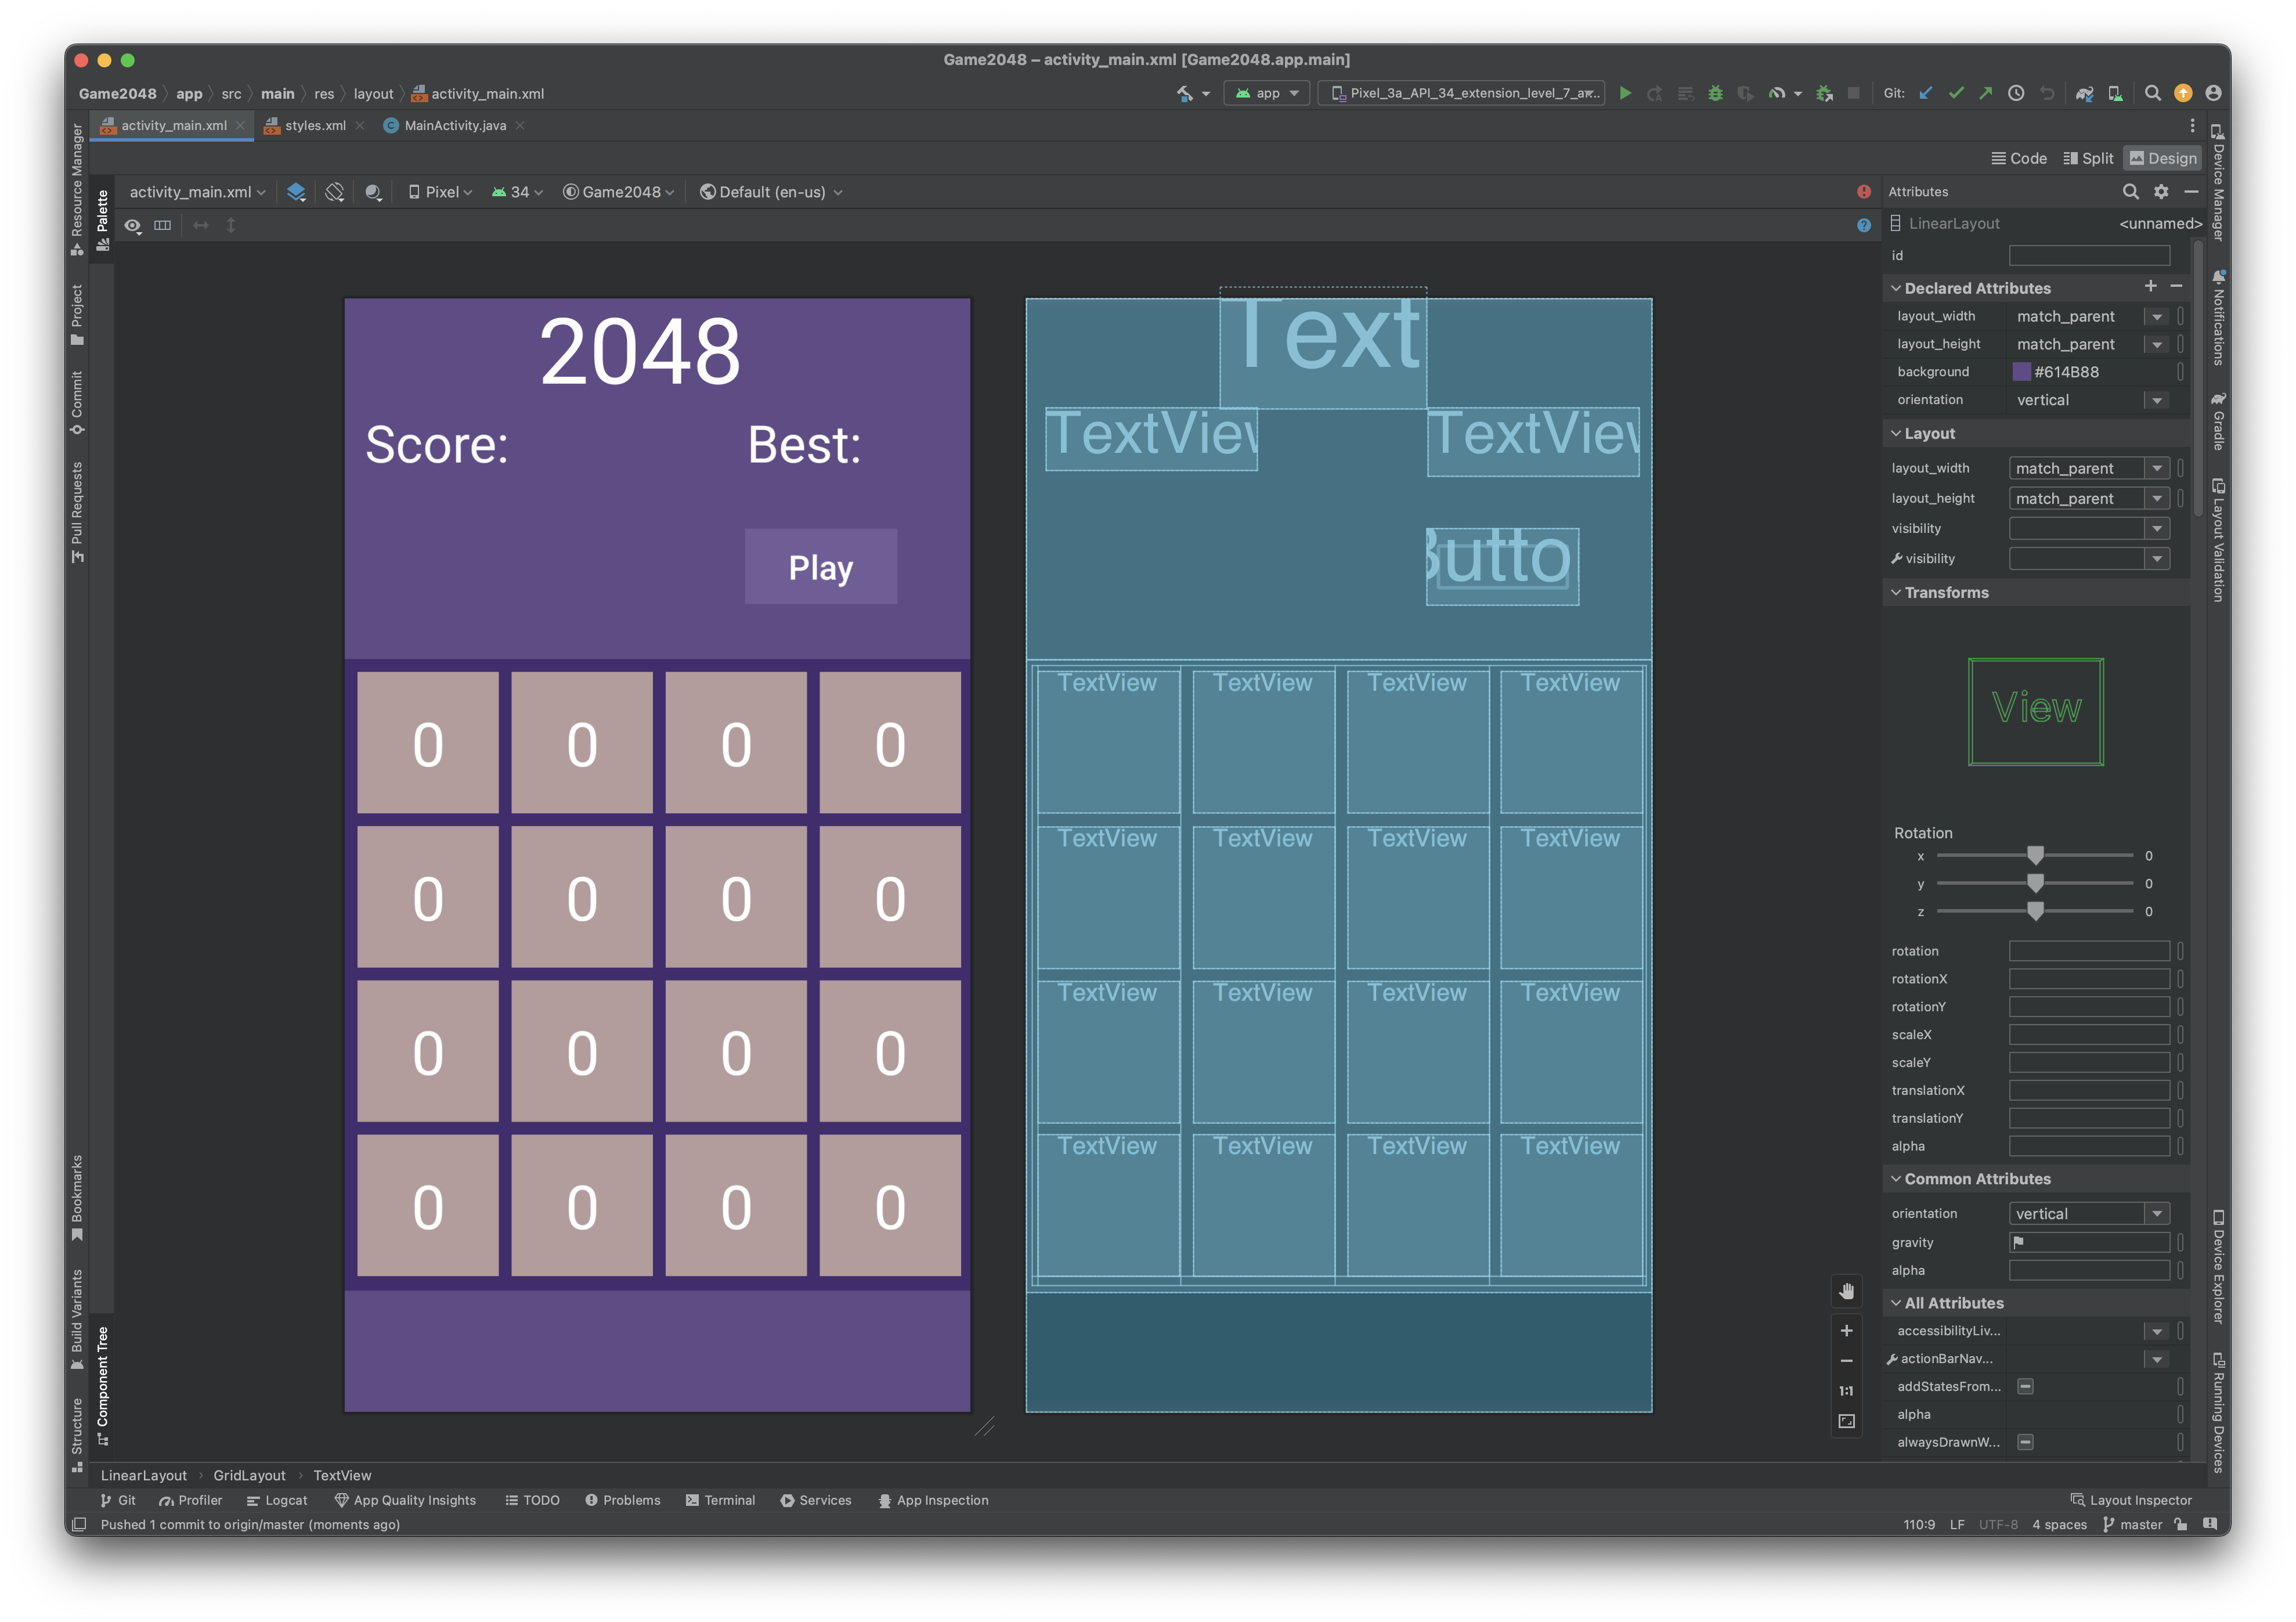 Game2048 – activity_main.xml [Game2048.app.main]
Game2048 app src main res layout activity_main.xml
app Pixel_3a_API_34_extension_level_7_a... Git:
activity_main.xml styles.xml MainActivity.java
Code Split Design
activity_main.xml Pixel 34 Game2048 Default (en-us)
Resource Manager
Project
Commit
Pull Requests
Bookmarks
Build Variants
Structure
Palette
Component Tree
2048
Score: Best:
Play
0 0 0 0
0 0 0 0
0 0 0 0
0 0 0 0
Text
TextView TextView
Butto
TextView TextView TextView TextView
TextView TextView TextView TextView
TextView TextView TextView TextView
TextView TextView TextView TextView
1:1
Attributes
LinearLayout <unnamed>
id
Declared Attributes
layout_width match_parent
layout_height match_parent
background #614B88
orientation vertical
Layout
layout_width match_parent
layout_height match_parent
visibility
visibility
Transforms
View
Rotation
x 0
y 0
z 0
rotation
rotationX
rotationY
scaleX
scaleY
translationX
translationY
alpha
Common Attributes
orientation vertical
gravity
alpha
All Attributes
accessibilityLiv...
actionBarNav...
addStatesFrom...
alpha
alwaysDrawnW...
Device Manager
Notifications
Gradle
Layout Validation
Device Explorer
Running Devices
LinearLayout GridLayout TextView
Git Profiler Logcat App Quality Insights TODO Problems Terminal Services App Inspection Layout Inspector
Pushed 1 commit to origin/master (moments ago) 110:9 LF UTF-8 4 spaces master